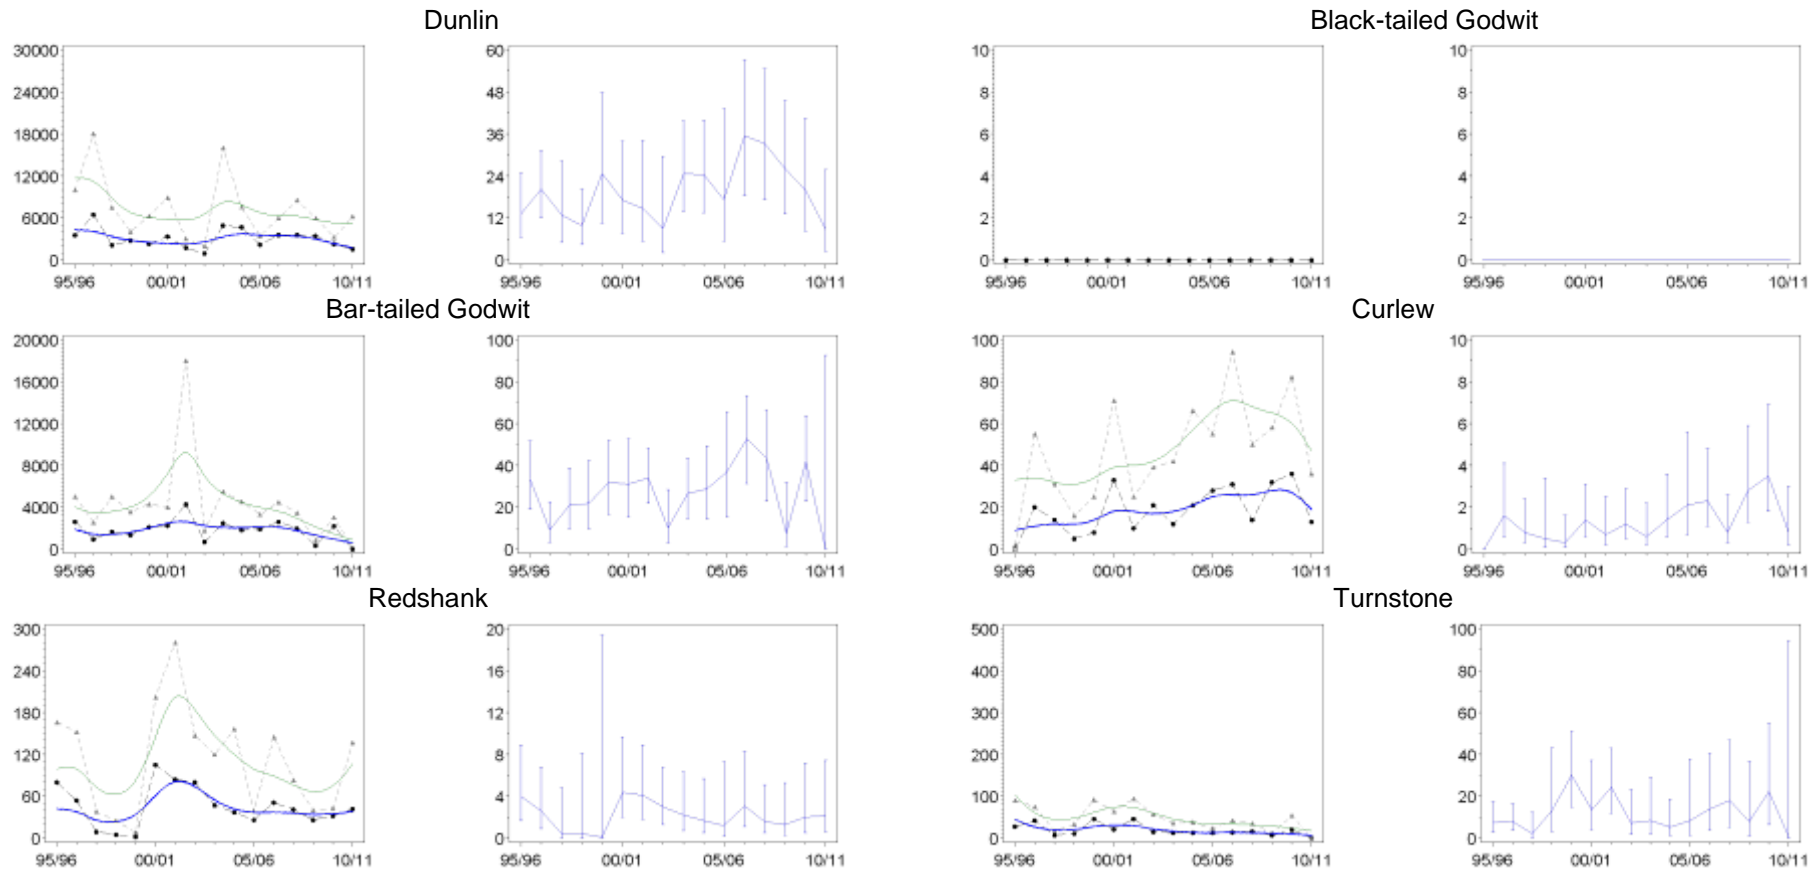 Dunlin Black-tailed Godwit
30000 60 10 10
24000 48 8 8
18000 36 6 6
12000 24 4 4
6000 12 2 2
0 0 0 0
95/96 00/01 05/06 10/11 95/96 00/01 05/06 10/11 95/96 00/01 05/06 10/11 95/96 00/01 05/06 10/11
Bar-tailed Godwit Curlew
20000 100 100 10
16000 80 80 8
12000 60 60 6
8000 40 40 4
4000 20 20 2
0 0 0 0
95/96 00/01 05/06 10/11 95/96 00/01 05/06 10/11 95/96 00/01 05/06 10/11 95/96 00/01 05/06 10/11
Redshank Turnstone
300 20 500 100
240 16 400 80
180 12 300 60
120 8 200 40
60 4 100 20
0 0 0 0
95/96 00/01 05/06 10/11 95/96 00/01 05/06 10/11 95/96 00/01 05/06 10/11 95/96 00/01 05/06 10/11